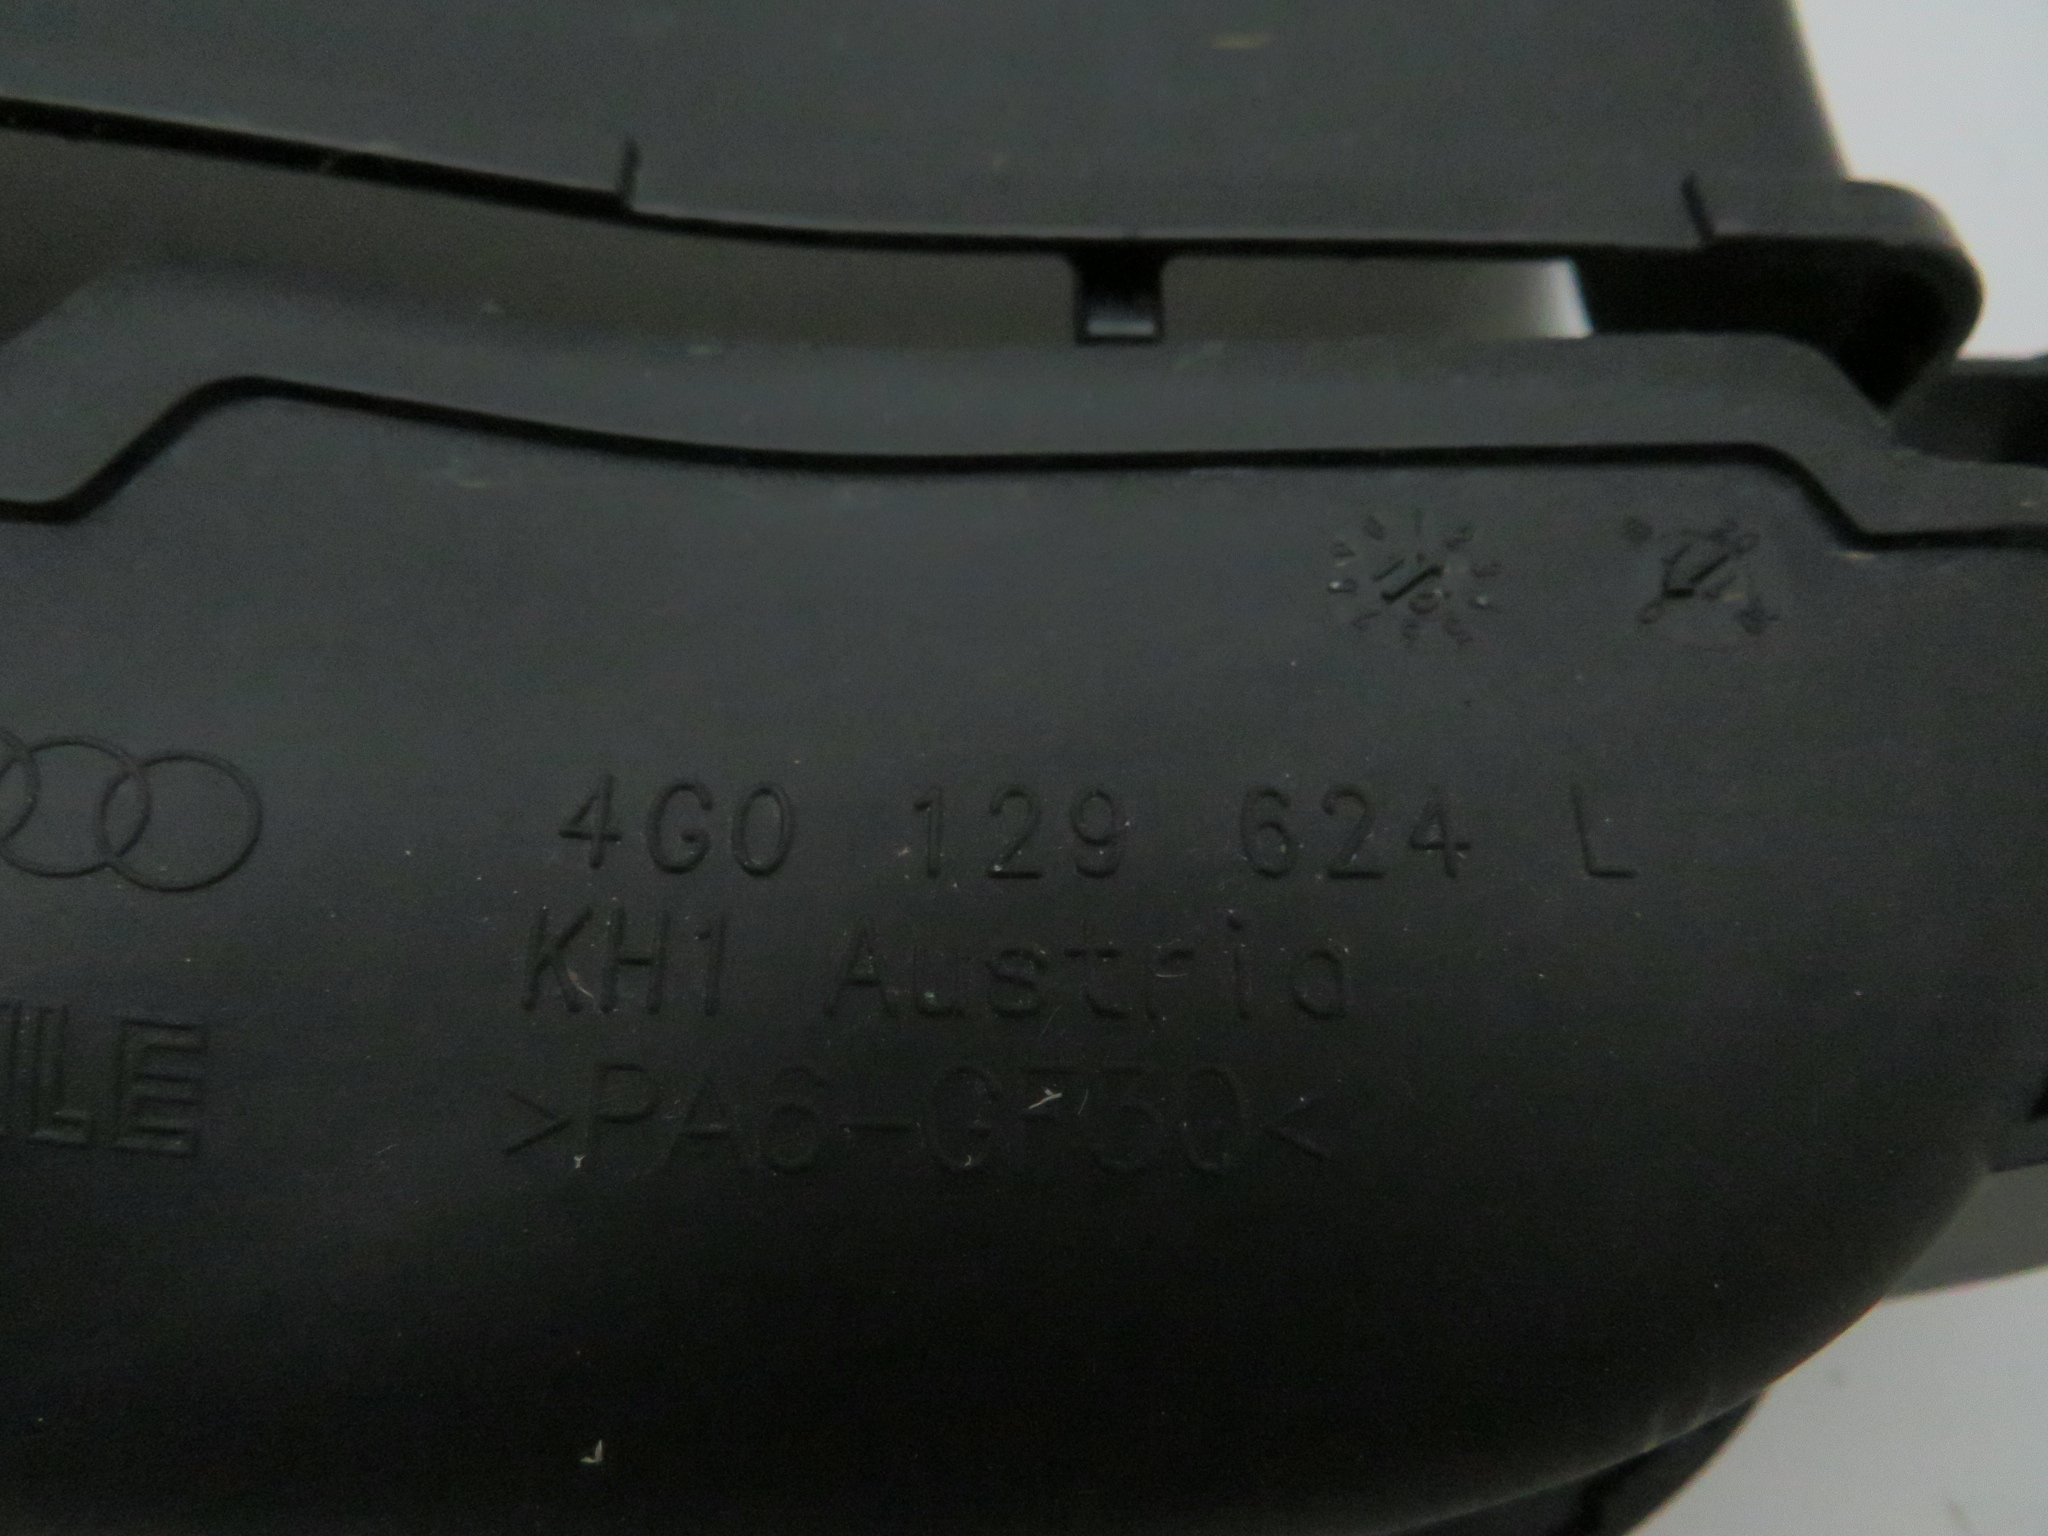 4G0 129 624 L
KH1 Austria
>PA6-GF30<